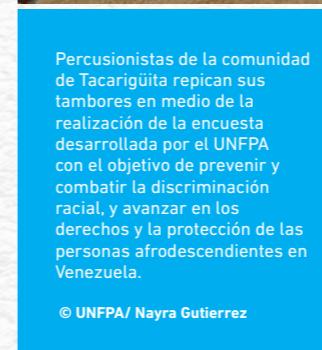 Percusionistas de la comunidad
de Tacarigüita repican sus
tambores en medio de la
realización de la encuesta
desarrollada por el UNFPA
con el objetivo de prevenir y
combatir la discriminación
racial, y avanzar en los
derechos y la protección de las
personas afrodescendientes en
Venezuela.
© UNFPA/ Nayra Gutierrez